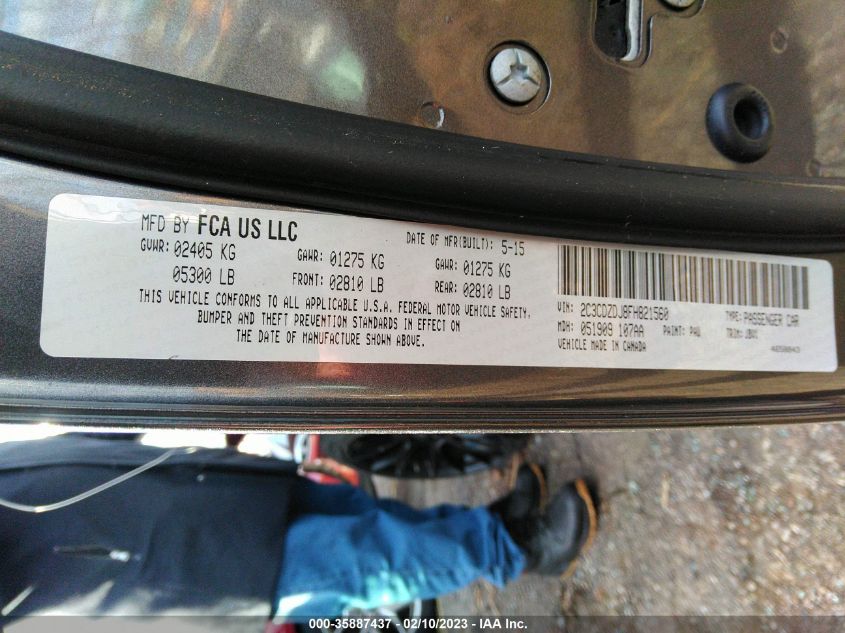 MFD BY FCA US LLC
DATE OF MFR(BUILT): 5-15
GVWR: 02405 KG GAWR: 01275 KG GAWR: 01275 KG
05300 LB FRONT: 02810 LB REAR: 02810 LB
THIS VEHICLE CONFORMS TO ALL APPLICABLE U.S.A. FEDERAL MOTOR VEHICLE SAFETY,
BUMPER AND THEFT PREVENTION STANDARDS IN EFFECT ON
THE DATE OF MANUFACTURE SHOWN ABOVE.
VIN: 2C3CDZDJ8FH821560 TYPE: PASSENGER CAR
MDH: 051909 107AA PAINT: PAU TRIM:
VEHICLE MADE IN CANADA
000-35887437 - 02/10/2023 - IAA Inc.